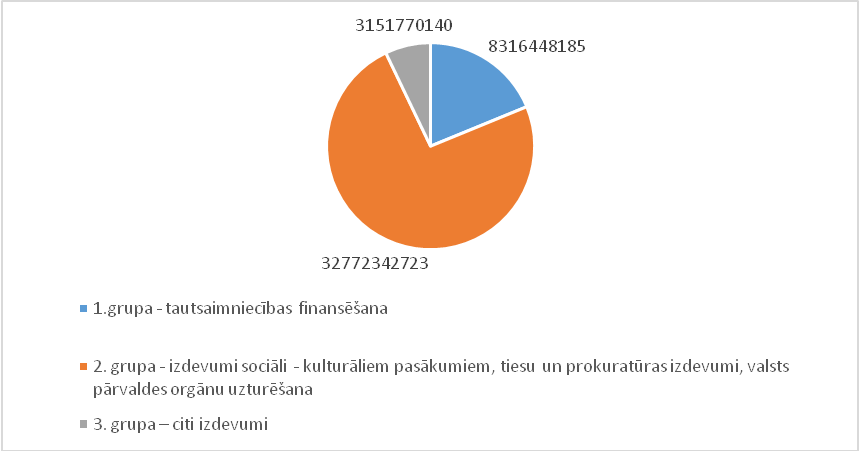 3151770140
8316448185
32772342723
1.grupa - tautsaimniecības finansēšana
2. grupa - izdevumi sociāli - kulturāliem pasākumiem, tiesu un prokuratūras izdevumi, valsts
pārvaldes orgānu uzturēšana
3. grupa – citi izdevumi